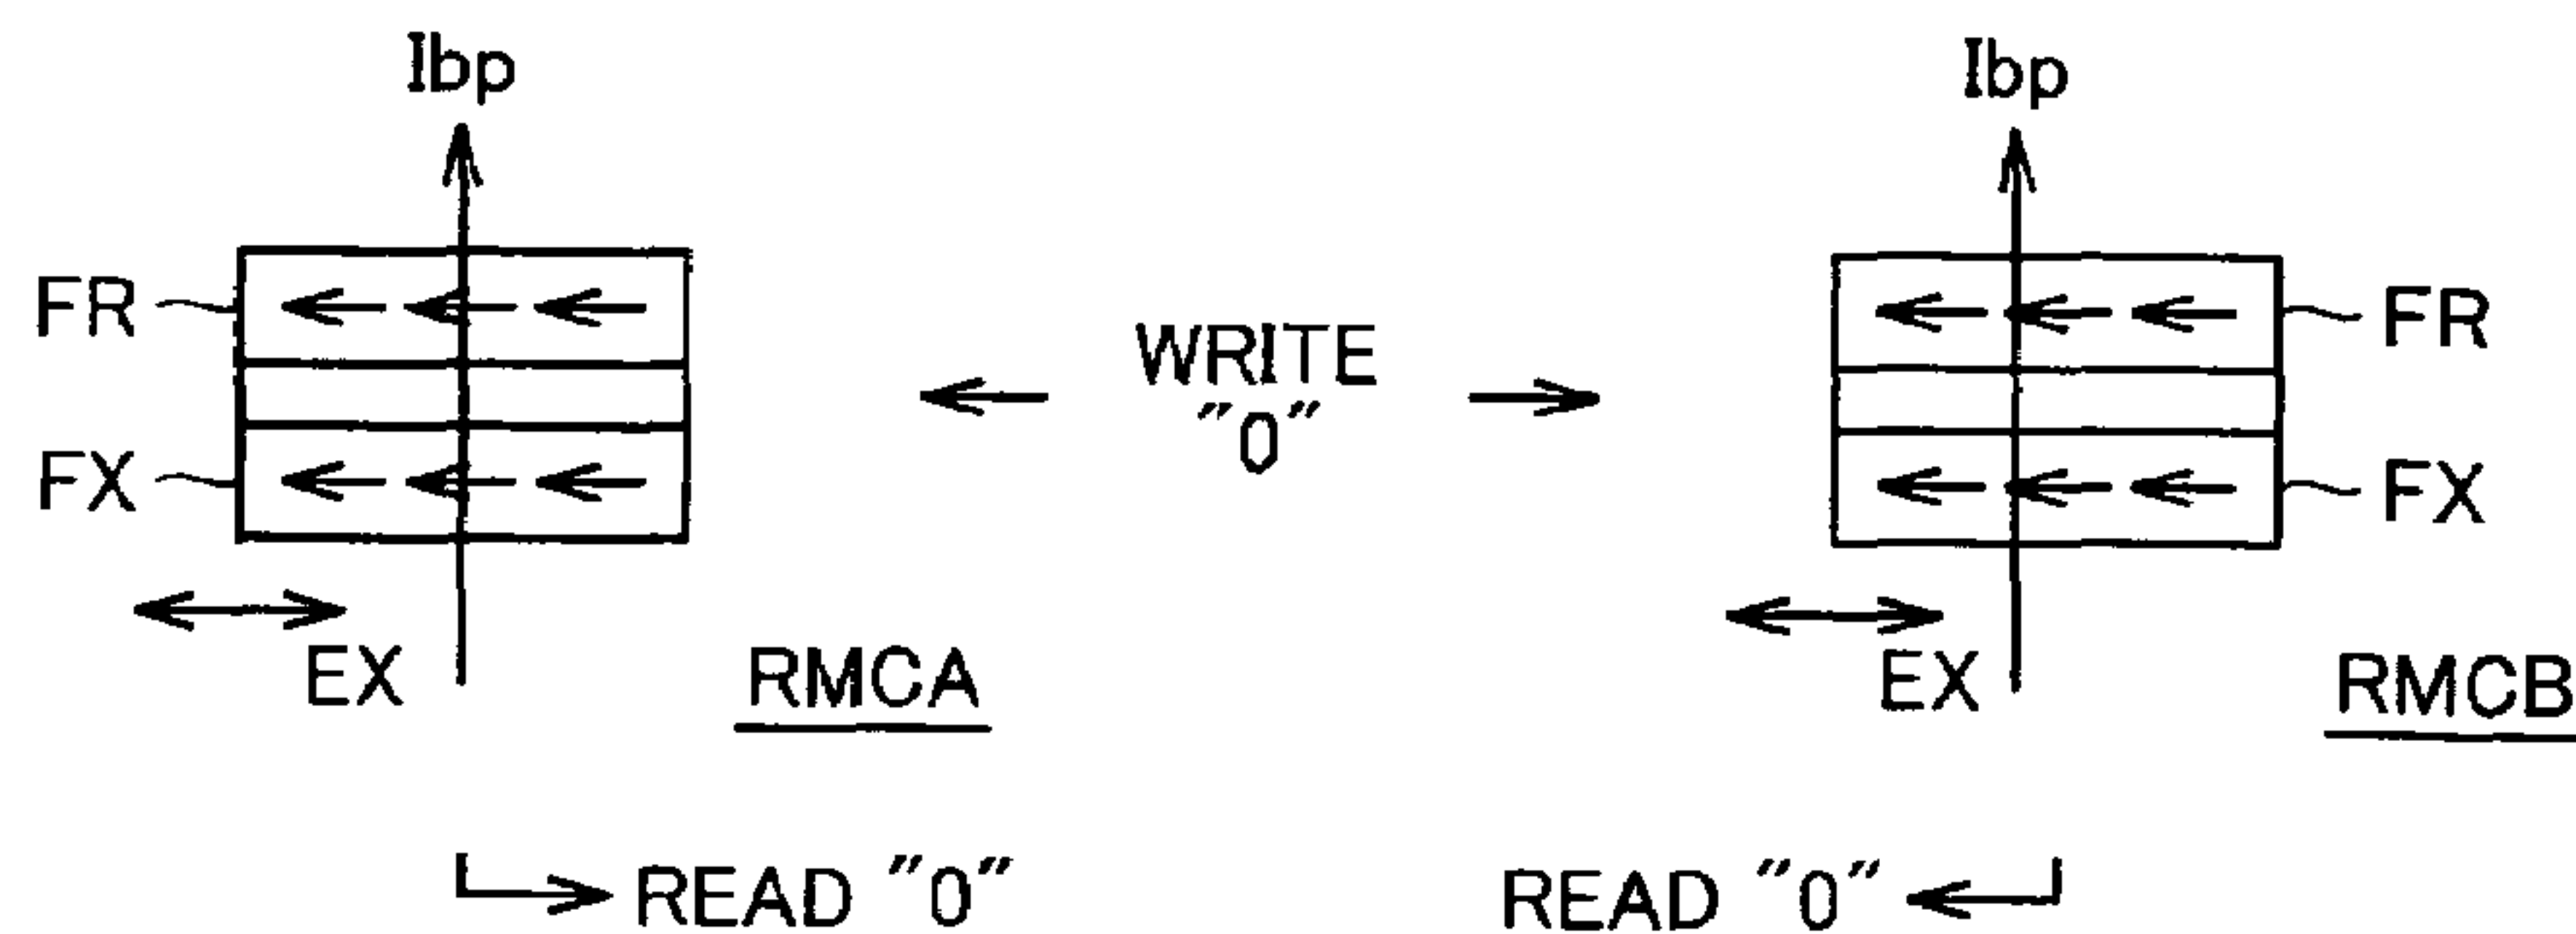 Ibp
Ibp
FR
WRITE
"0"
FR
FX
FX
EX
RMCA
EX
RMCB
READ "0"
READ "0"